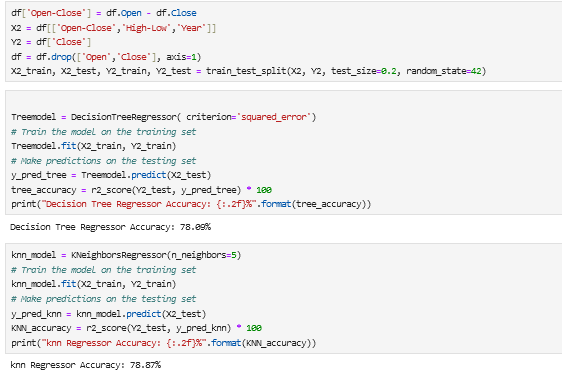 df['Open-Close'] = df.Open - df.Close
X2 = df[['Open-Close','High-Low','Year']]
Y2 = df['Close']
df = df.drop(['Open','Close'], axis=1)
X2_train, X2_test, Y2_train, Y2_test = train_test_split(X2, Y2, test_size=0.2, random_state=42)
Treemodel = DecisionTreeRegressor( criterion='squared_error')
# Train the model on the training set
Treemodel.fit(X2_train, Y2_train)
# Make predictions on the testing set
y_pred_tree = Treemodel.predict(X2_test)
tree_accuracy = r2_score(Y2_test, y_pred_tree) * 100
print("Decision Tree Regressor Accuracy: {:.2f}%".format(tree_accuracy))
Decision Tree Regressor Accuracy: 78.09%
knn_model = KNeighborsRegressor(n_neighbors=5)
# Train the model on the training set
knn_model.fit(X2_train, Y2_train)
# Make predictions on the testing set
y_pred_knn = knn_model.predict(X2_test)
KNN_accuracy = r2_score(Y2_test, y_pred_knn) * 100
print("knn Regressor Accuracy: {:.2f}%".format(KNN_accuracy))
knn Regressor Accuracy: 78.87%